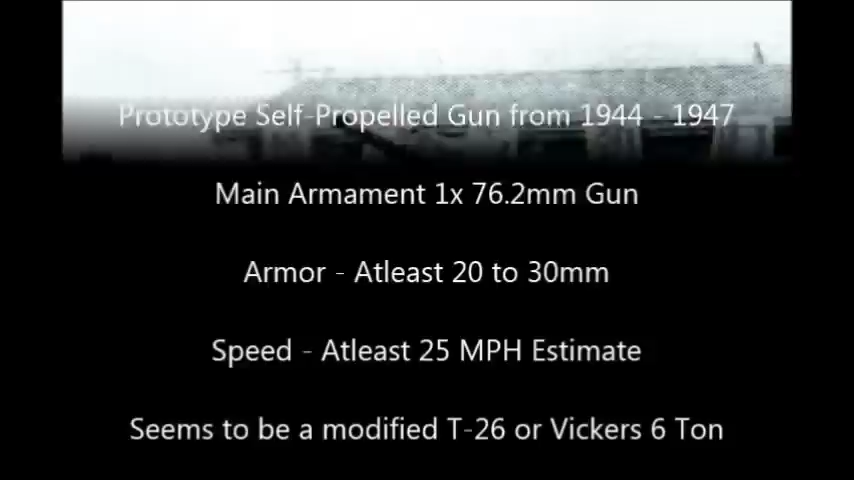 Prototype Self-Propelled Gun from 1944 - 1947
Main Armament 1x 76.2mm Gun
Armor - Atleast 20 to 30mm
Speed - Atleast 25 MPH Estimate
Seems to be a modified T-26 or Vickers 6 Ton